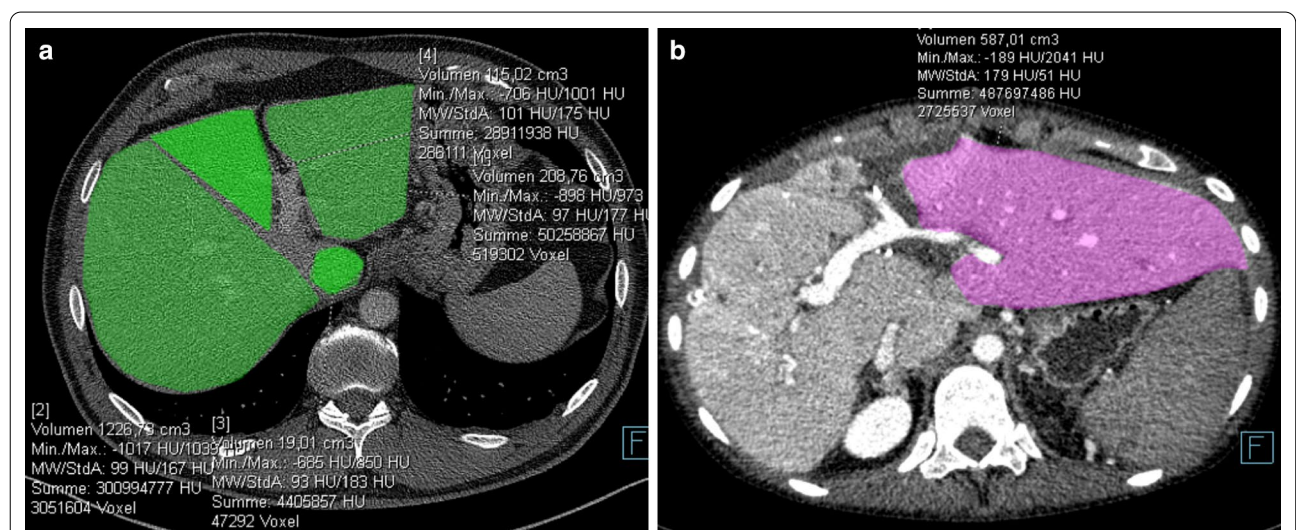 a
[4]
Volumen 115,02 cm3
Min./Max.: -706 HU/1001 HU
MW/StdA: 101 HU/175 HU
Summe: 28911938 HU
288111 Voxel
Volumen 208,76 cm3
Min./Max.: -898 HU/973
MW/StdA: 97 HU/177 HU
Summe: 50258867 HU
519302 Voxel
[2]
Volumen 1226,73 cm3
Min./Max.: -1017 HU/1039
MW/StdA: 99 HU/167 HU
Summe: 300994777 HU
3051604 Voxel
[3]
Volumen 19,01 cm3
Min./Max.: -685 HU/850 HU
MW/StdA: 93 HU/183 HU
Summe: 4405857 HU
47292 Voxel
F
b
Volumen 587,01 cm3
Min./Max.: -189 HU/2041 HU
MW/StdA: 179 HU/51 HU
Summe: 487697486 HU
2725537 Voxel
F